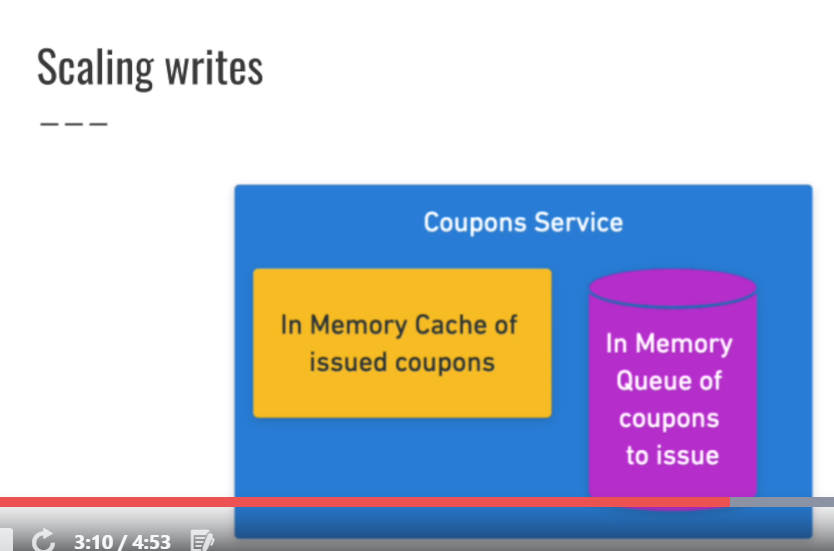 Scaling writes
Coupons Service
In Memory Cache of
issued coupons
In Memory
Queue of
coupons
to issue
3:10 / 4:53